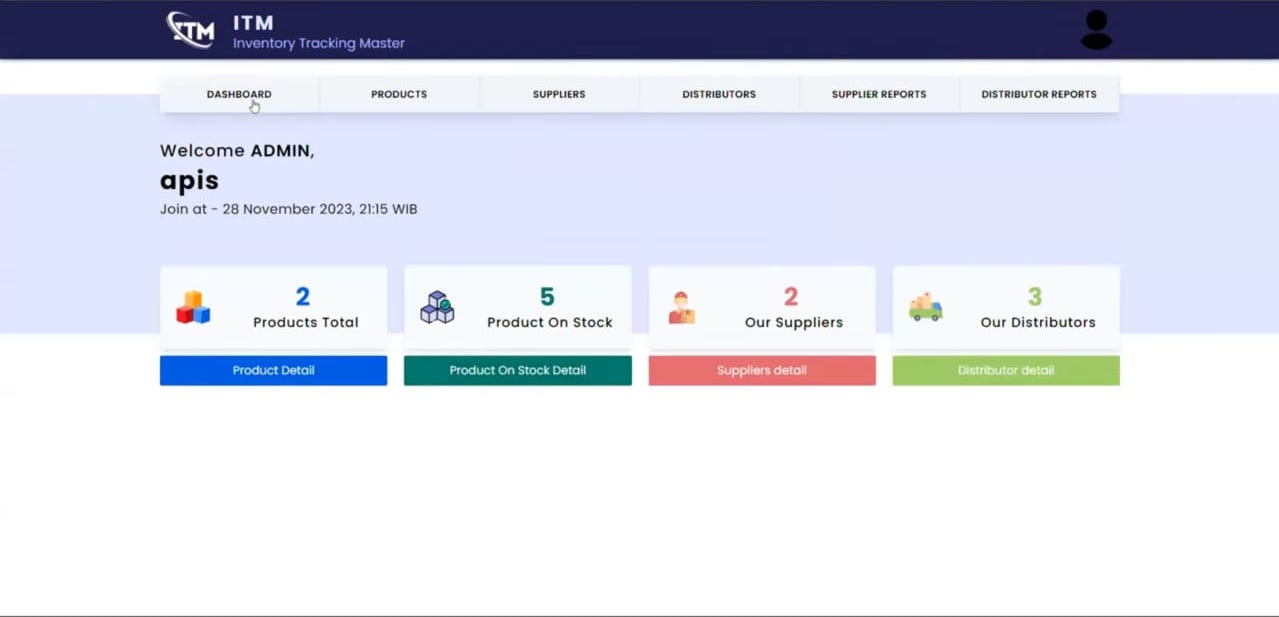 ITM
ITM
Inventory Tracking Master
DASHBOARD
PRODUCTS
SUPPLIERS
DISTRIBUTORS
SUPPLIER REPORTS
DISTRIBUTOR REPORTS
Welcome ADMIN,
apis
Join at - 28 November 2023, 21:15 WIB
2
Products Total
5
Product On Stock
2
Our Suppliers
3
Our Distributors
Product Detail
Product On Stock Detail
Suppliers detail
Distributor detail